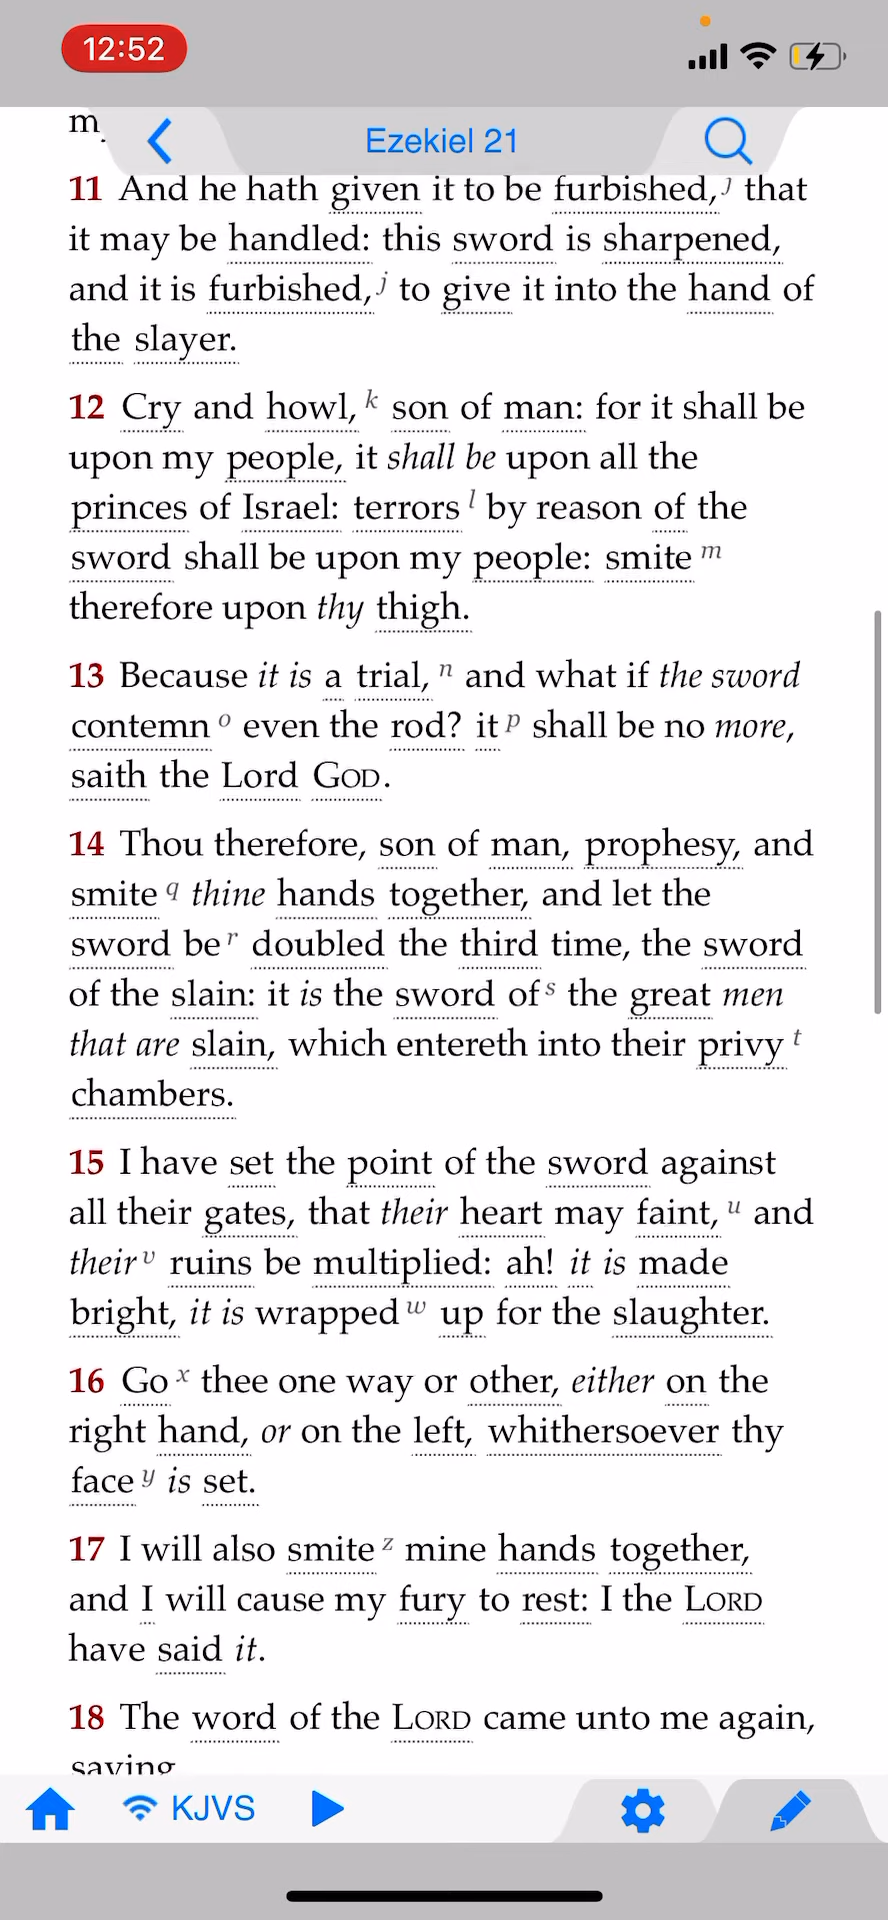 12:52
Ezekiel 21
11 And he hath given it to be furbished, j that
it may be handled: this sword is sharpened,
and it is furbished, j to give it into the hand of
the slayer.
12 Cry and howl, k son of man: for it shall be
upon my people, it shall be upon all the
princes of Israel: terrors l by reason of the
sword shall be upon my people: smite m
therefore upon thy thigh.
13 Because it is a trial, n and what if the sword
contemn o even the rod? it p shall be no more,
saith the Lord GOD.
14 Thou therefore, son of man, prophesy, and
smite q thine hands together, and let the
sword be r doubled the third time, the sword
of the slain: it is the sword of s the great men
that are slain, which entereth into their privy t
chambers.
15 I have set the point of the sword against
all their gates, that their heart may faint, u and
their v ruins be multiplied: ah! it is made
bright, it is wrapped w up for the slaughter.
16 Go x thee one way or other, either on the
right hand, or on the left, whithersoever thy
face y is set.
17 I will also smite z mine hands together,
and I will cause my fury to rest: I the LORD
have said it.
18 The word of the LORD came unto me again,
saying
KJVS